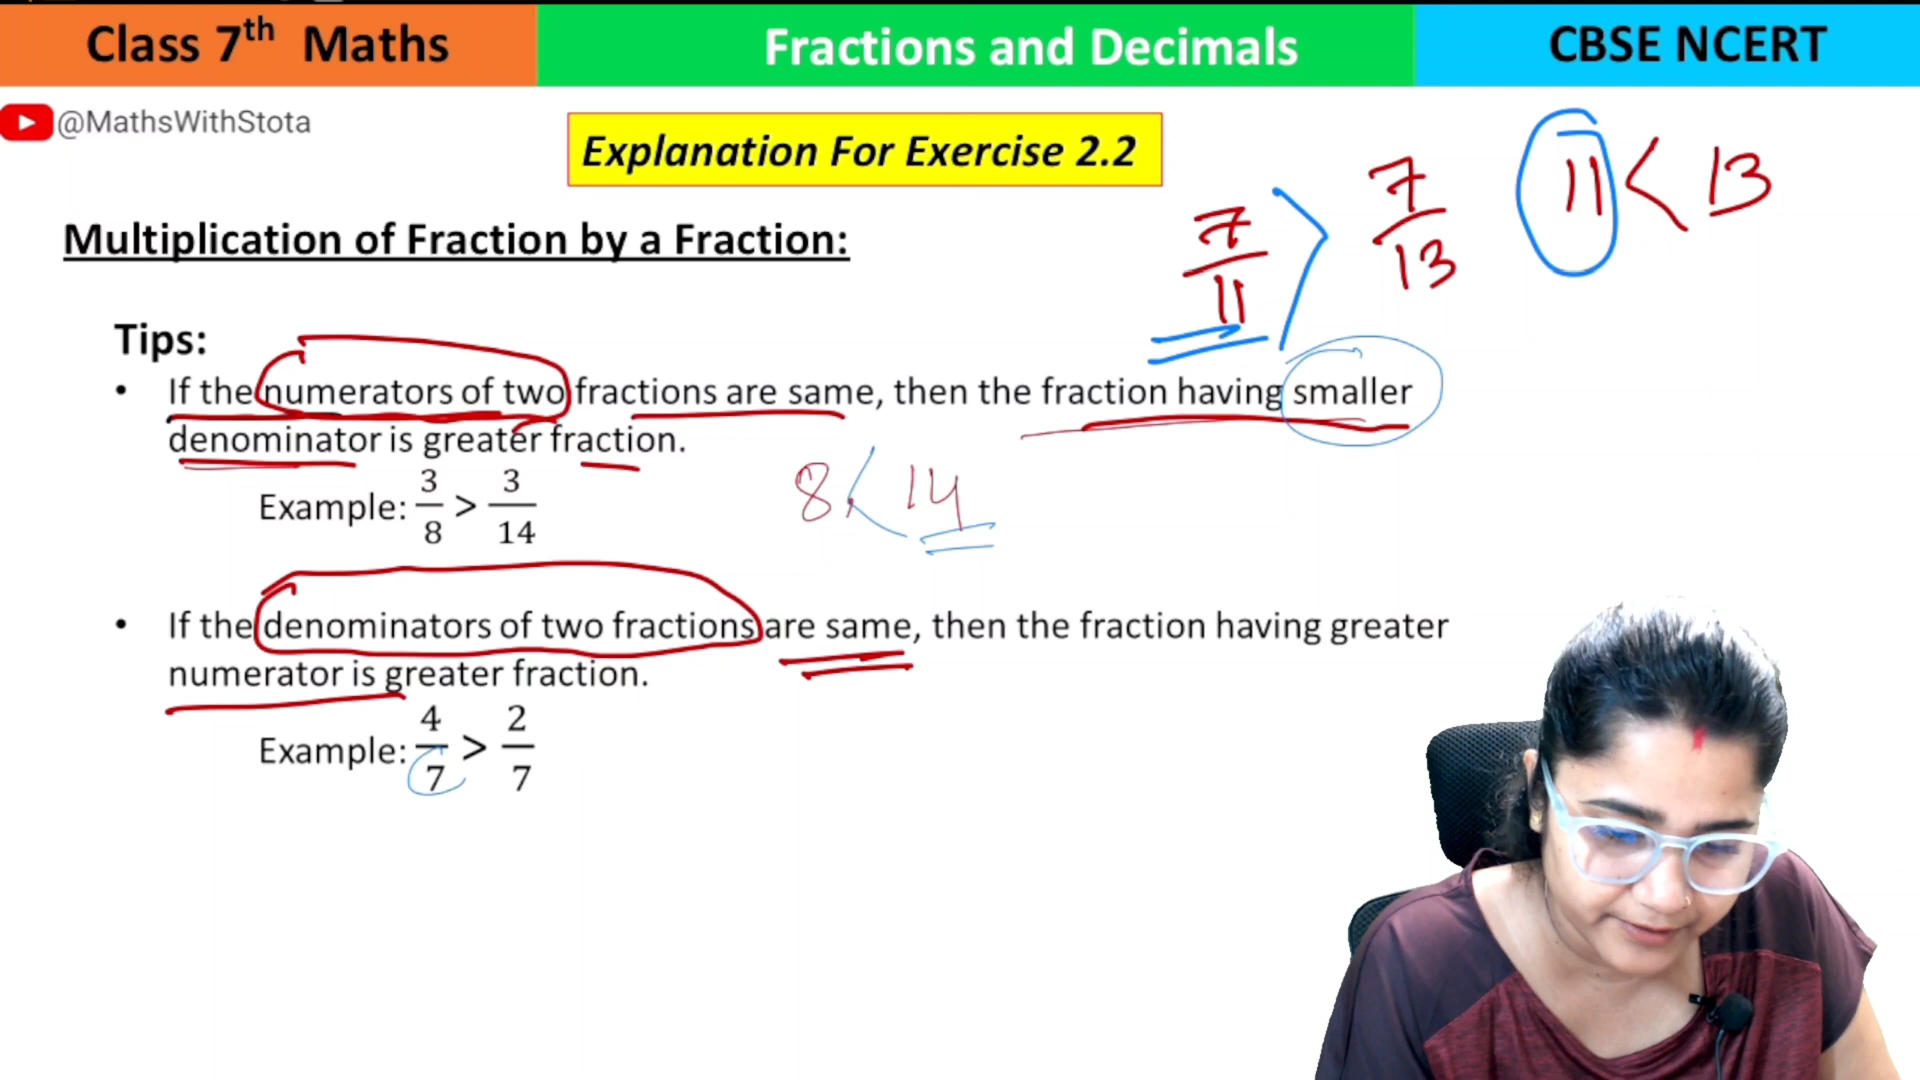 Class 7th Maths
Fractions and Decimals
CBSE NCERT
@MathsWithStota
Explanation For Exercise 2.2
7/11 > 7/13
11 < 13
Multiplication of Fraction by a Fraction:
Tips:
• If the numerators of two fractions are same, then the fraction having smaller
denominator is greater fraction.
Example: 3/8 > 3/14
8 < 14
• If the denominators of two fractions are same, then the fraction having greater
numerator is greater fraction.
Example: 4/7 > 2/7